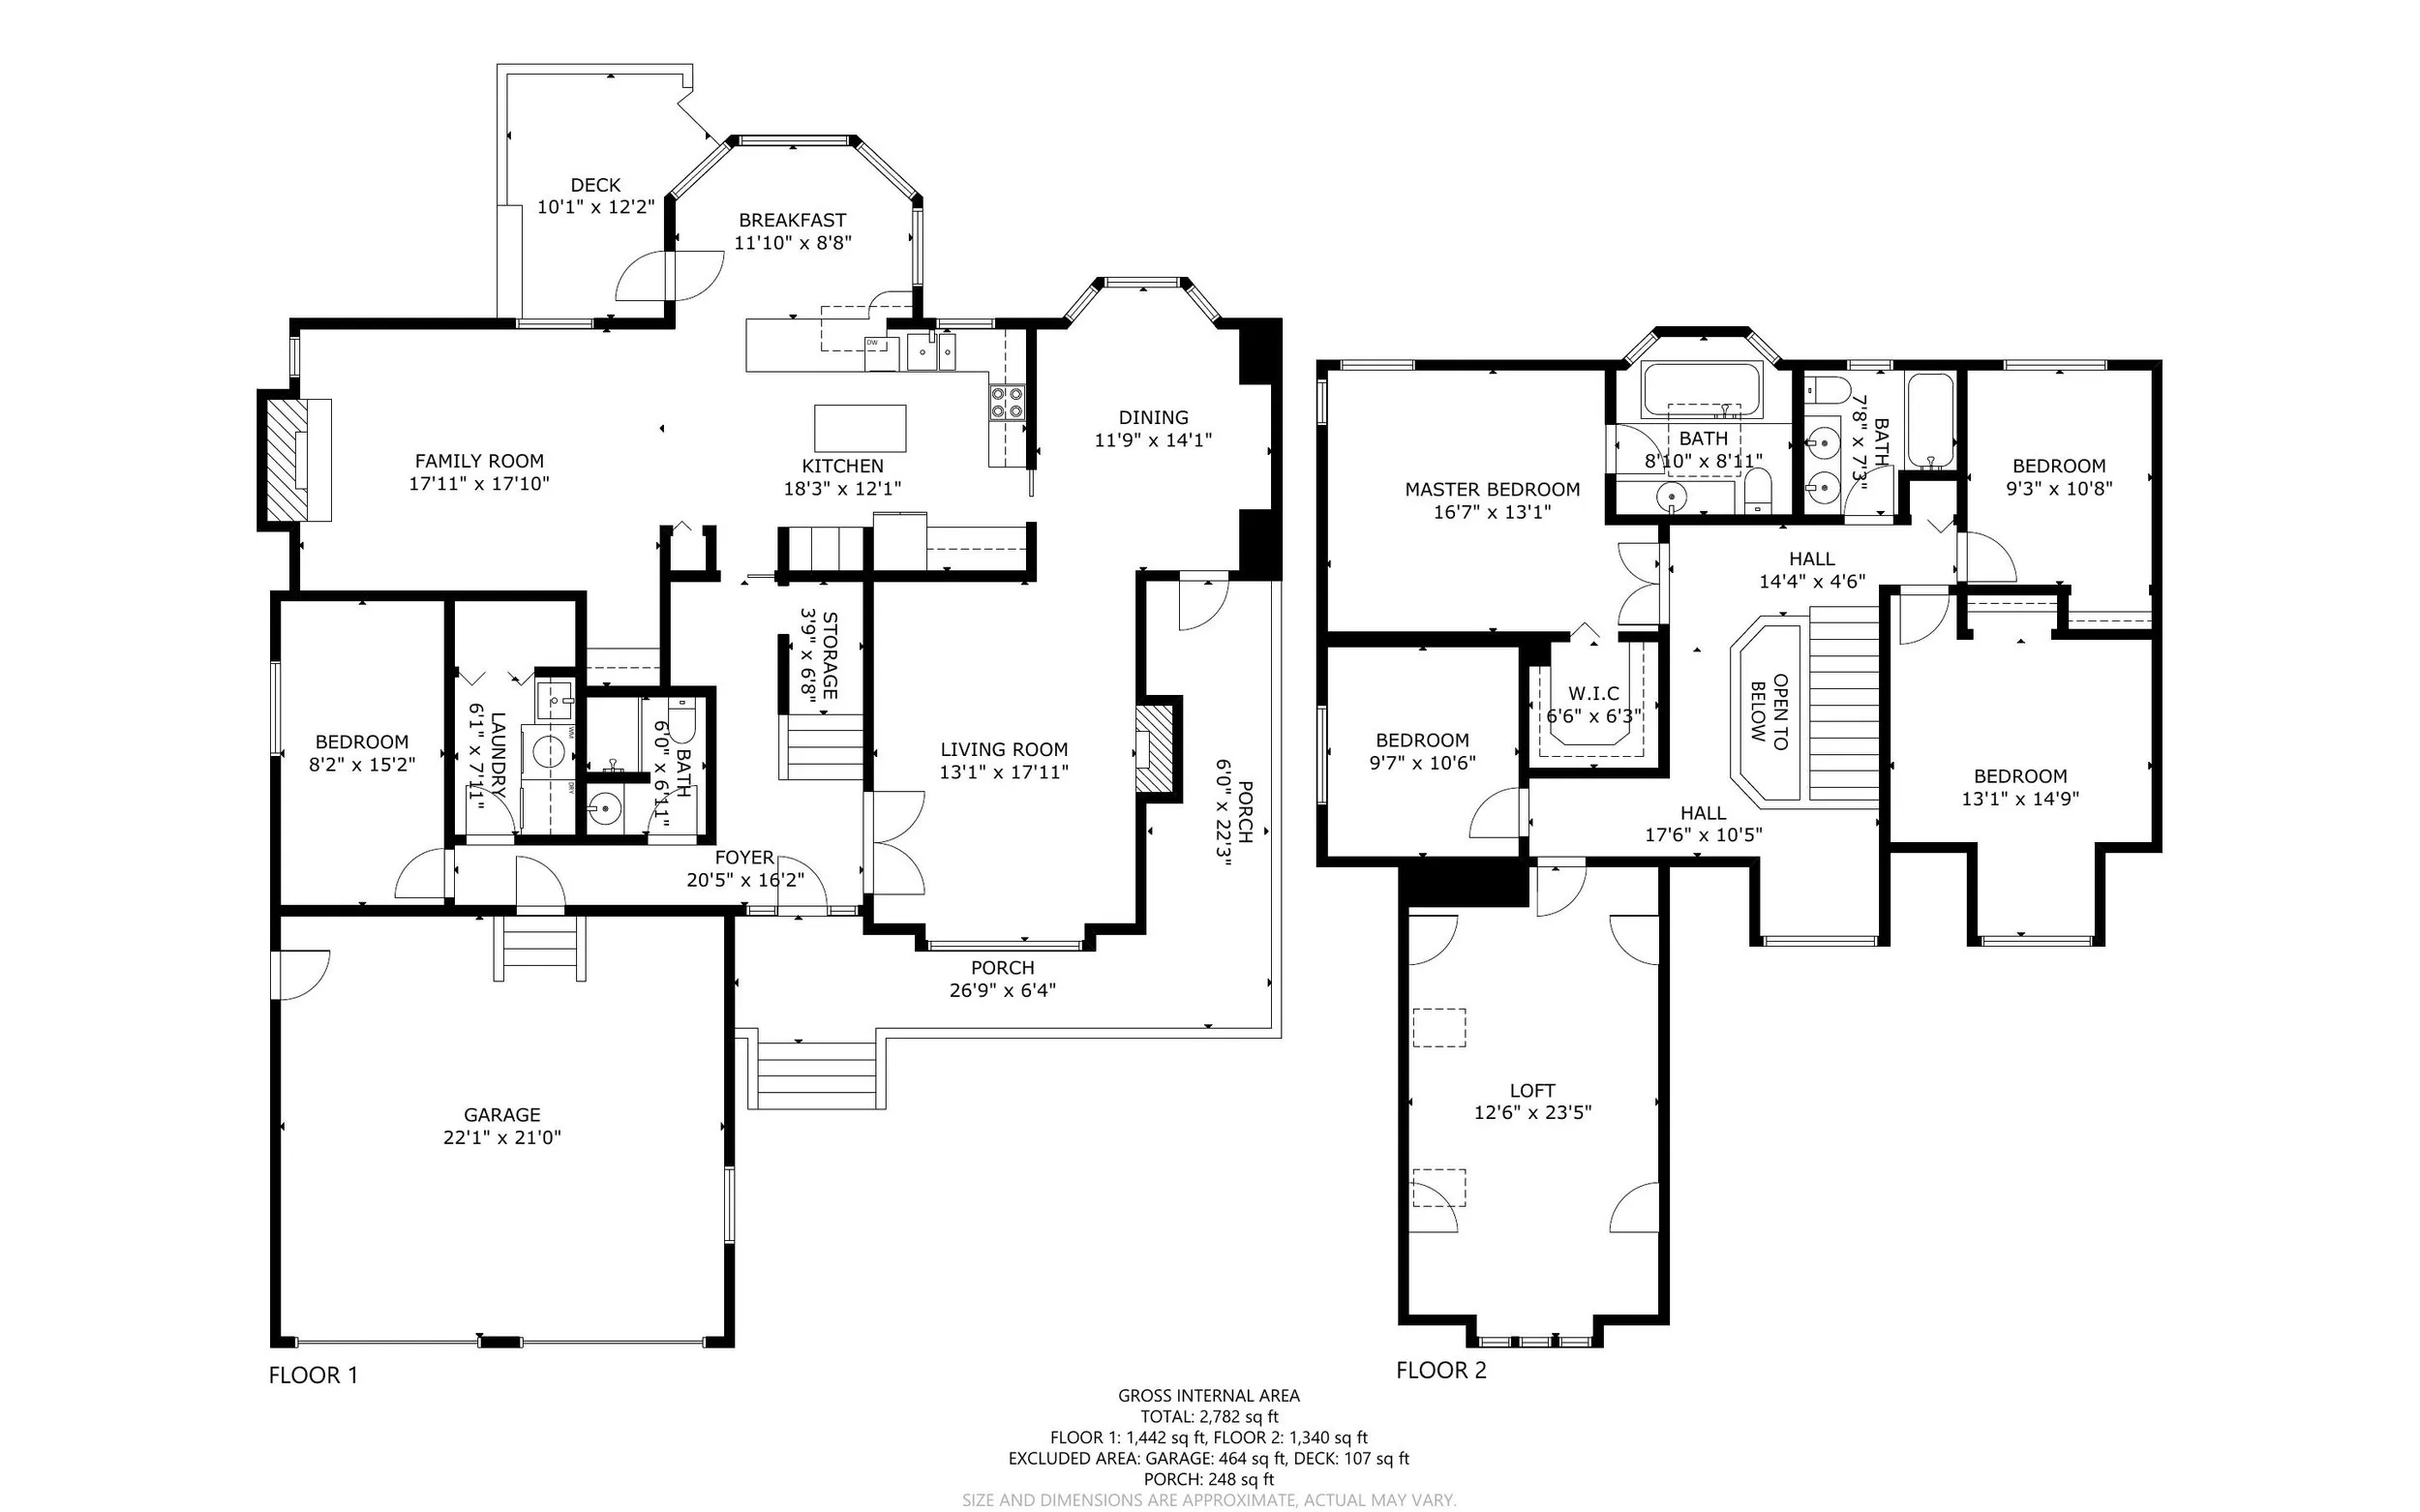 DECK
10'1" x 12'2"
BREAKFAST
11'10" x 8'8"
DW
DINING
11'9" x 14'1"
FAMILY ROOM
17'11" x 17'10"
KITCHEN
18'3" x 12'1"
STORAGE
3'9" x 6'8"
BEDROOM
8'2" x 15'2"
LAUNDRY
6'1" x 7'11"
WM
DRY
BATH
6'0" x 6'11"
LIVING ROOM
13'1" x 17'11"
PORCH
6'0" x 22'3"
FOYER
20'5" x 16'2"
PORCH
26'9" x 6'4"
GARAGE
22'1" x 21'0"
FLOOR 1
MASTER BEDROOM
16'7" x 13'1"
BATH
8'10" x 8'11"
BATH
7'8" x 7'3"
BEDROOM
9'3" x 10'8"
HALL
14'4" x 4'6"
W.I.C
6'6" x 6'3"
OPEN TO
BELOW
BEDROOM
9'7" x 10'6"
BEDROOM
13'1" x 14'9"
HALL
17'6" x 10'5"
LOFT
12'6" x 23'5"
FLOOR 2
GROSS INTERNAL AREA
TOTAL: 2,782 sq ft
FLOOR 1: 1,442 sq ft, FLOOR 2: 1,340 sq ft
EXCLUDED AREA: GARAGE: 464 sq ft, DECK: 107 sq ft
PORCH: 248 sq ft
SIZE AND DIMENSIONS ARE APPROXIMATE, ACTUAL MAY VARY.